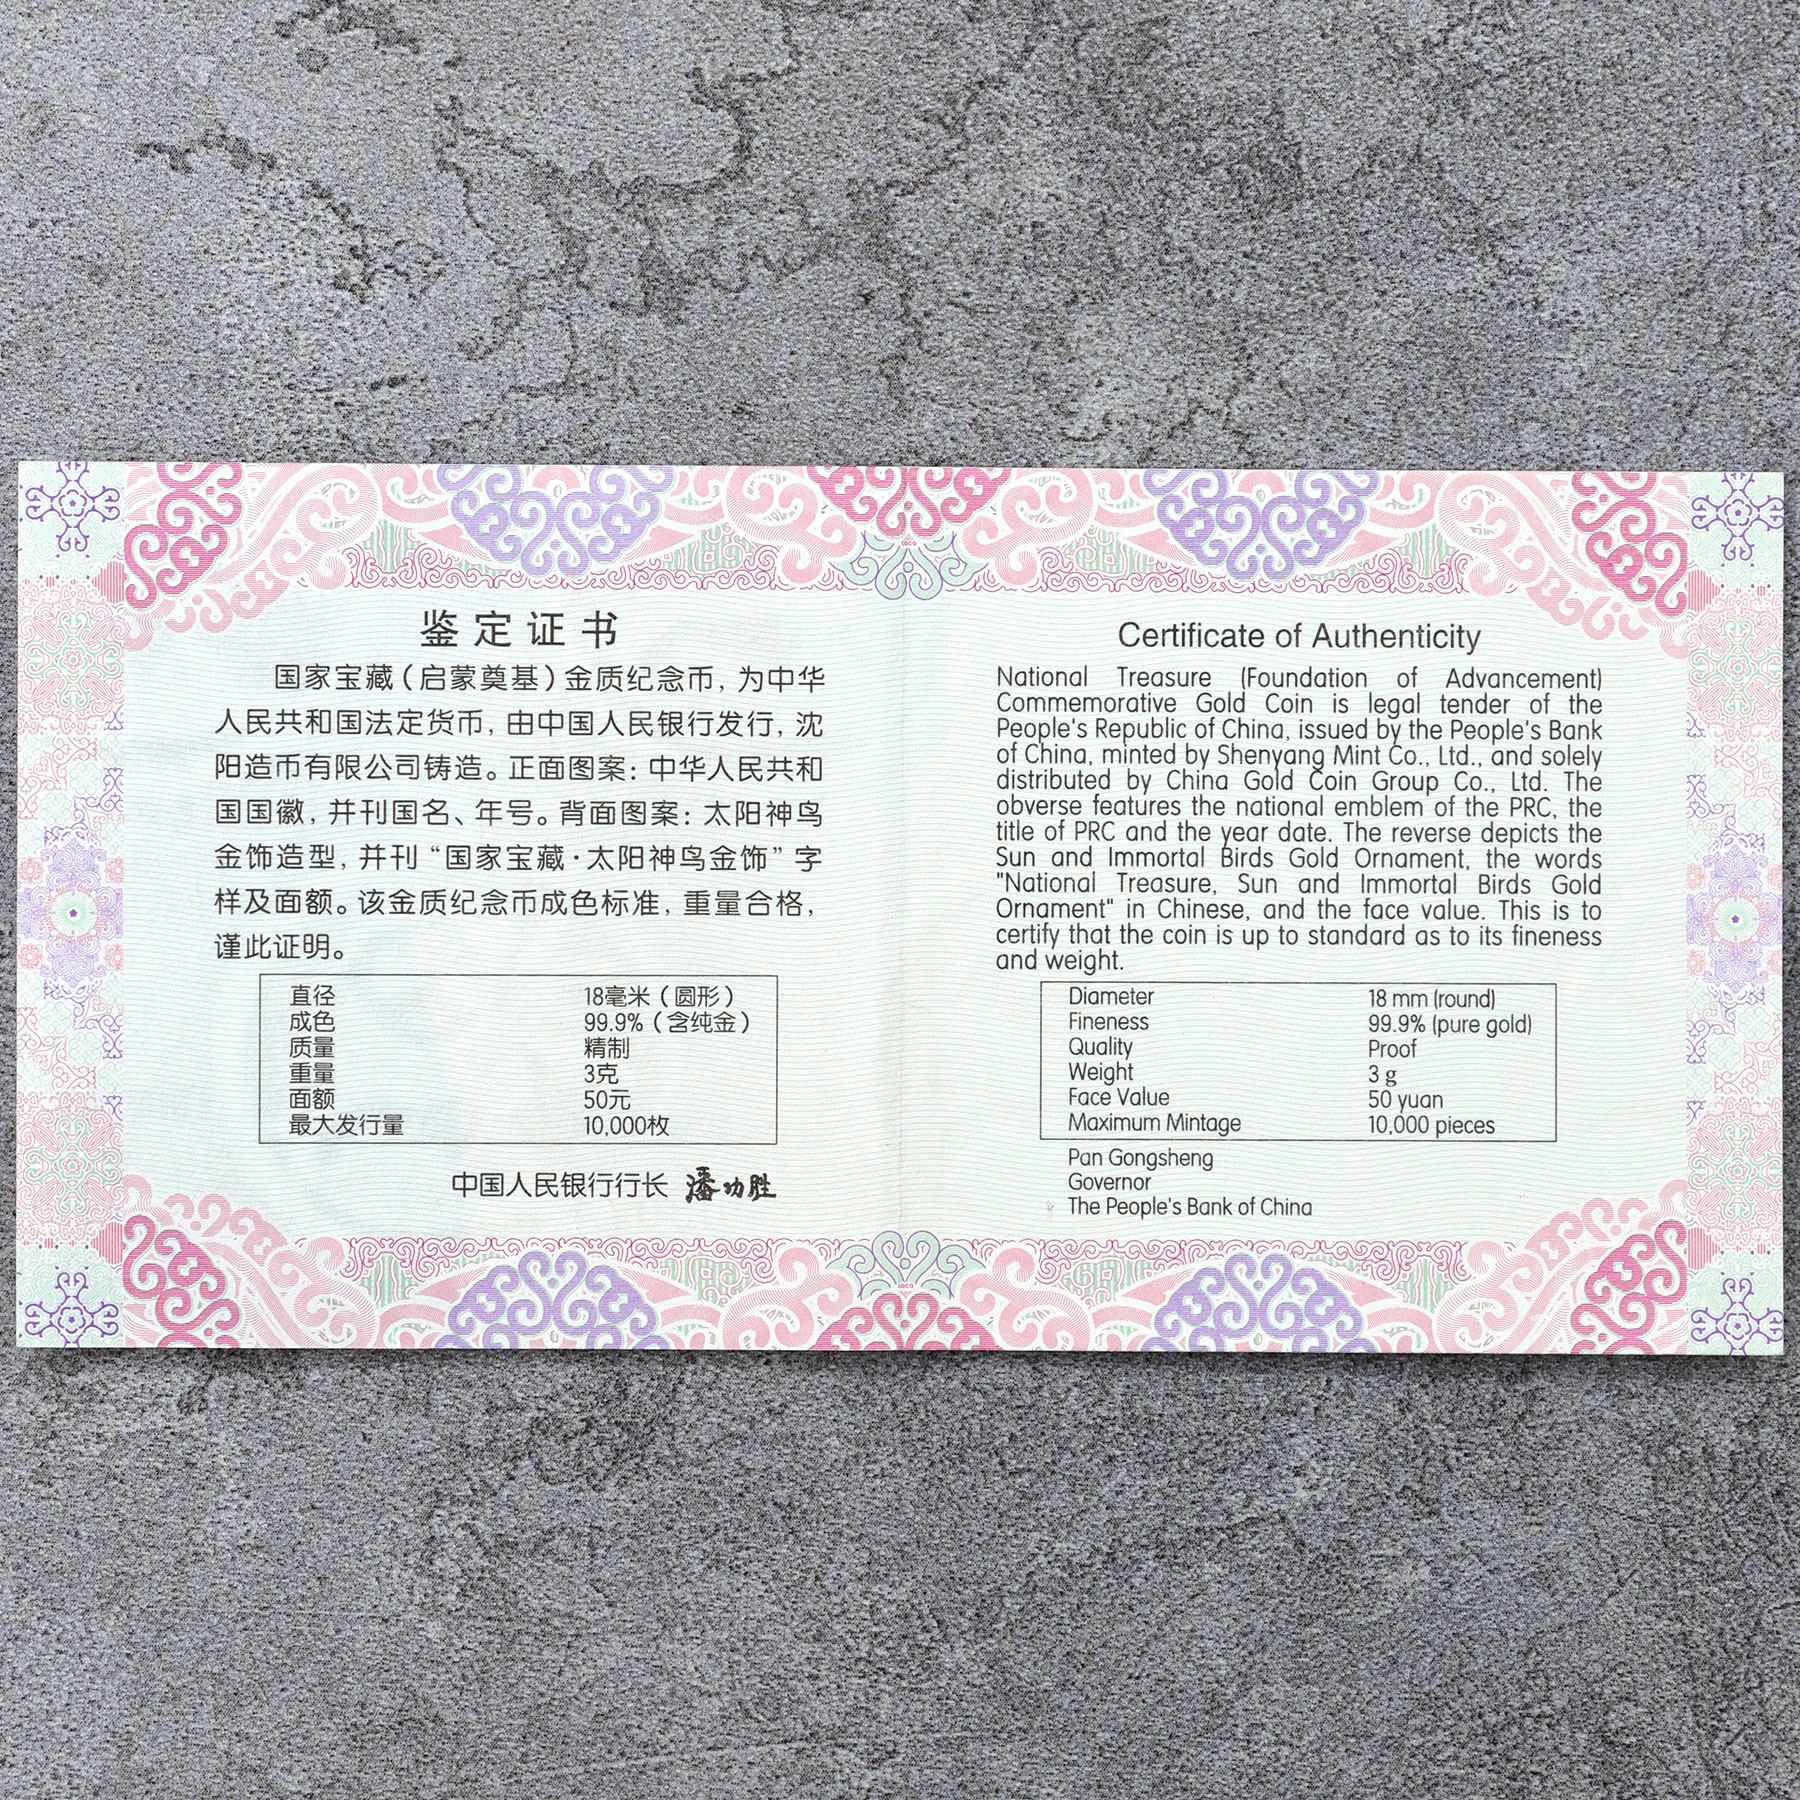 鉴定证书
国家宝藏（启蒙奠基）金质纪念币，为中华
人民共和国法定货币，由中国人民银行发行，沈
阳造币有限公司铸造。正面图案：中华人民共和
国国徽，并刊国名、年号。背面图案：太阳神鸟
金饰造型，并刊“国家宝藏·太阳神鸟金饰”字
样及面额。该金质纪念币成色标准，重量合格，
谨此证明。
直径 18毫米（圆形）
成色 99.9%（含纯金）
质量 精制
重量 3克
面额 50元
最大发行量 10,000枚
中国人民银行行长 潘功胜
Certificate of Authenticity
National Treasure (Foundation of Advancement)
Commemorative Gold Coin is legal tender of the
People's Republic of China, issued by the People's Bank
of China, minted by Shenyang Mint Co., Ltd., and solely
distributed by China Gold Coin Group Co., Ltd. The
obverse features the national emblem of the PRC, the
title of PRC and the year date. The reverse depicts the
Sun and Immortal Birds Gold Ornament, the words
"National Treasure, Sun and Immortal Birds Gold
Ornament" in Chinese, and the face value. This is to
certify that the coin is up to standard as to its fineness
and weight.
Diameter 18 mm (round)
Fineness 99.9% (pure gold)
Quality Proof
Weight 3 g
Face Value 50 yuan
Maximum Mintage 10,000 pieces
Pan Gongsheng
Governor
The People's Bank of China